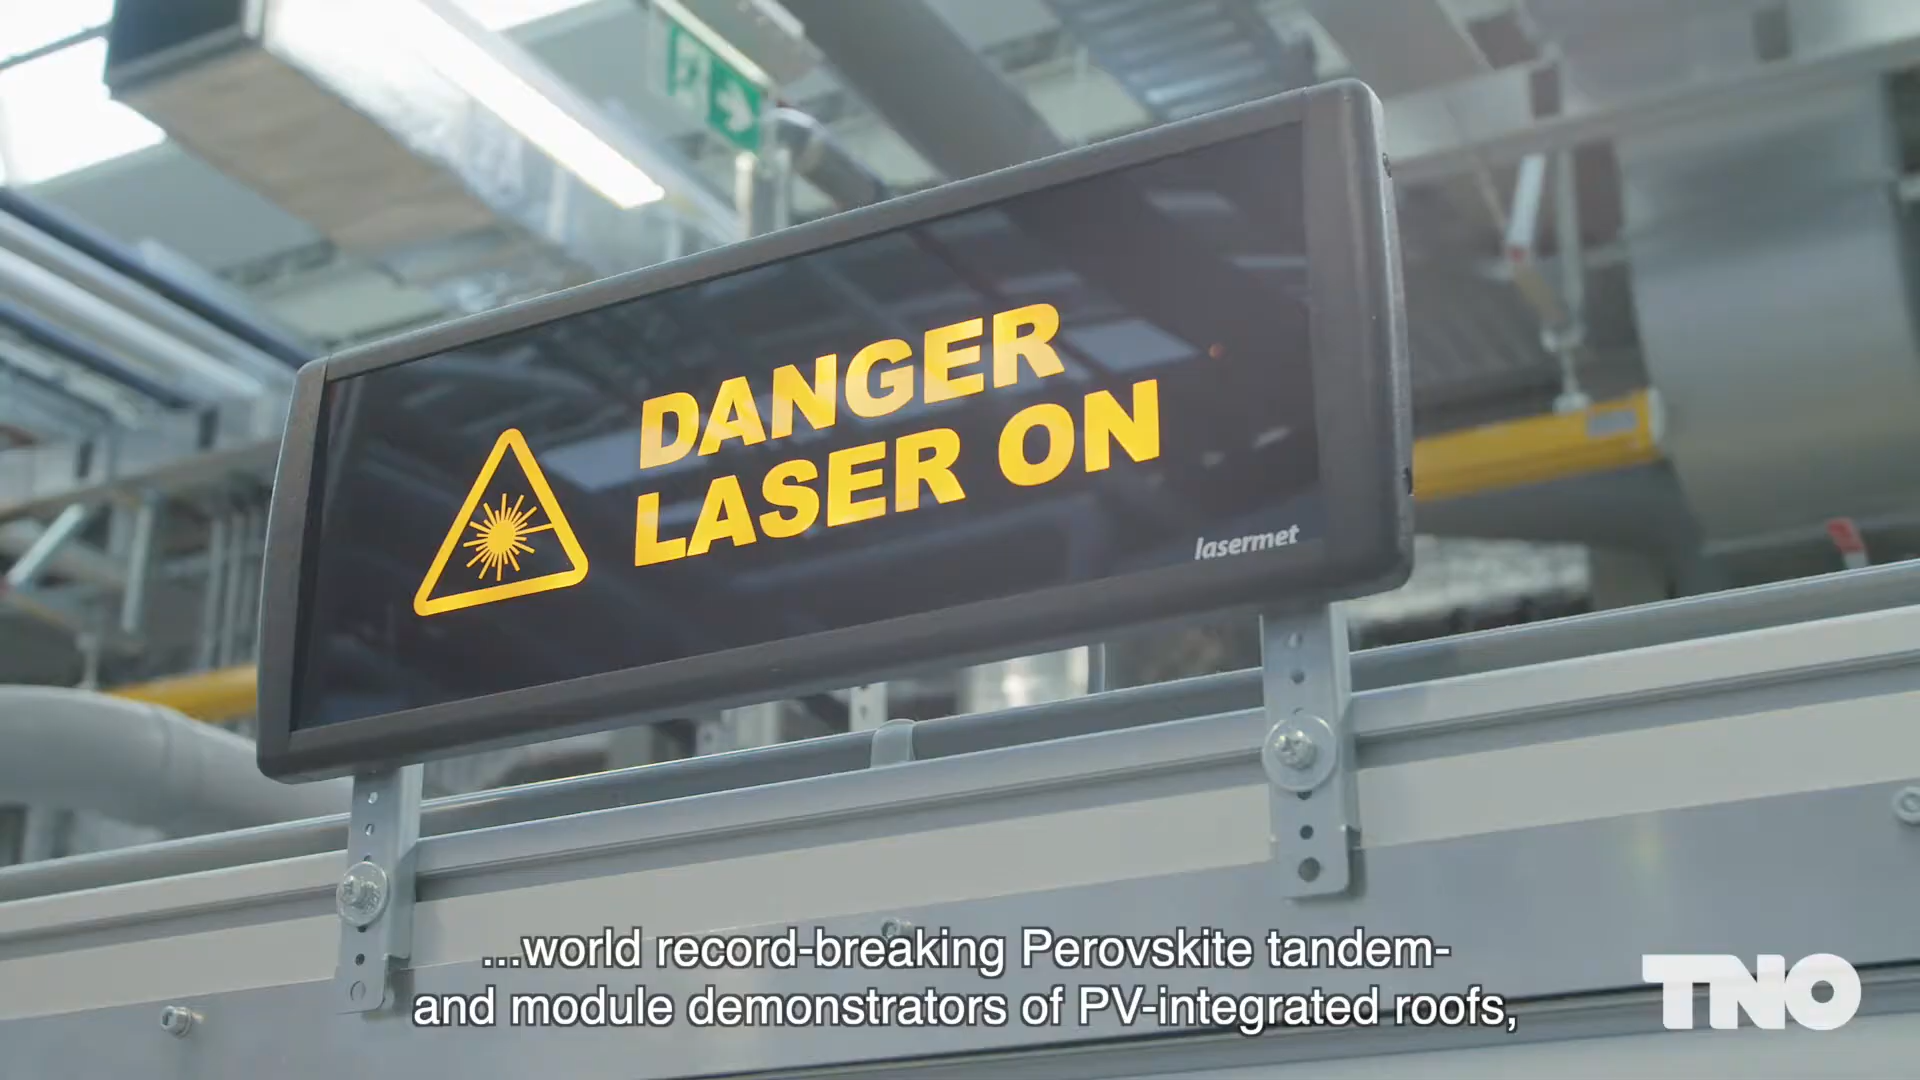 DANGER
LASER ON
lasermet
...world record-breaking Perovskite tandem-
and module demonstrators of PV-integrated roofs,
TNO